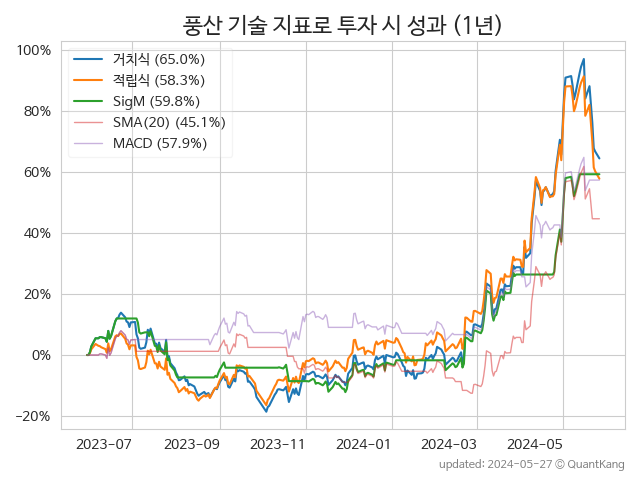 풍산 기술 지표로 투자 시 성과 (1년)
100%
80%
60%
40%
20%
0%
−20%
거치식 (65.0%)
적립식 (58.3%)
SigM (59.8%)
SMA(20) (45.1%)
MACD (57.9%)
2023-07
2023-09
2023-11
2024-01
2024-03
2024-05
updated: 2024-05-27 © QuantKang